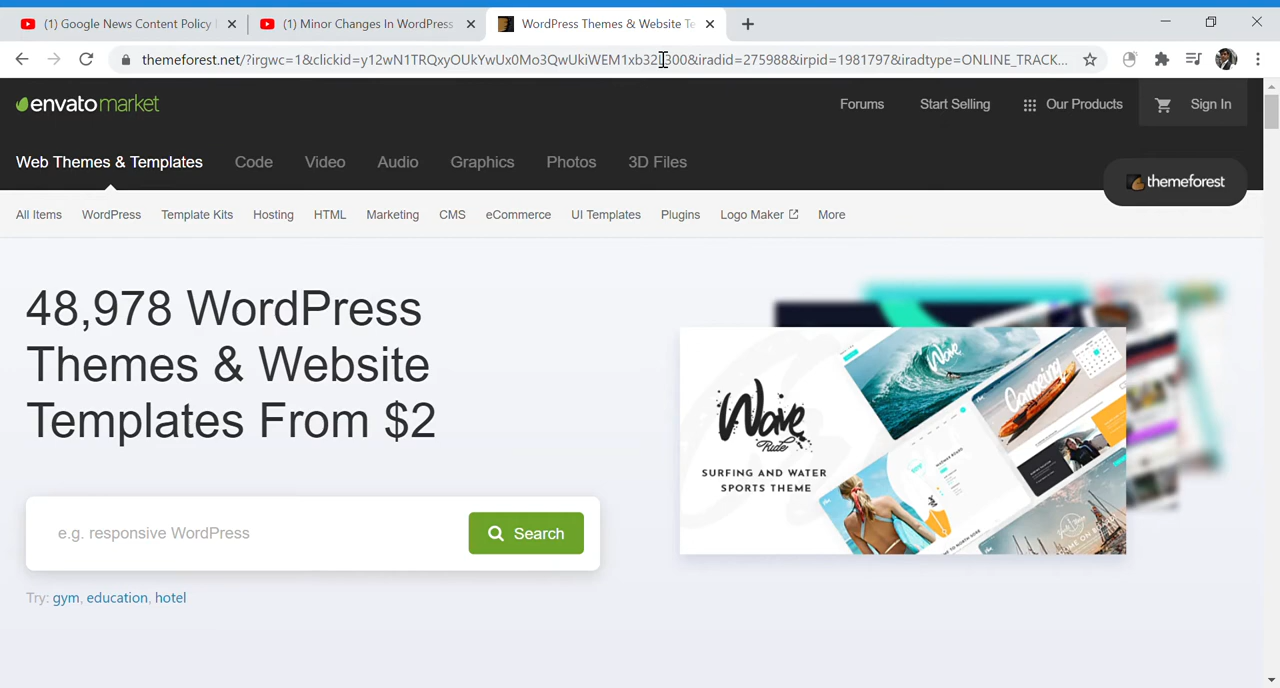 (1) Google News Content Policy
(1) Minor Changes In WordPress
WordPress Themes & Website Te
themeforest.net/?irgwc=1&clickid=y12wN1TRQxyOUkYwUx0Mo3QwUkiWEM1xb321300&iradid=275988&irpid=1981797&iradtype=ONLINE_TRACK...
envatomarket
Forums
Start Selling
Our Products
Sign In
Web Themes & Templates
Code
Video
Audio
Graphics
Photos
3D Files
themeforest
All Items
WordPress
Template Kits
Hosting
HTML
Marketing
CMS
eCommerce
UI Templates
Plugins
Logo Maker
More
48,978 WordPress
Themes & Website
Templates From $2
Wave
Ride
SURFING AND WATER
SPORTS THEME
Wave
Canoeing
e.g. responsive WordPress
Search
Try: gym, education, hotel